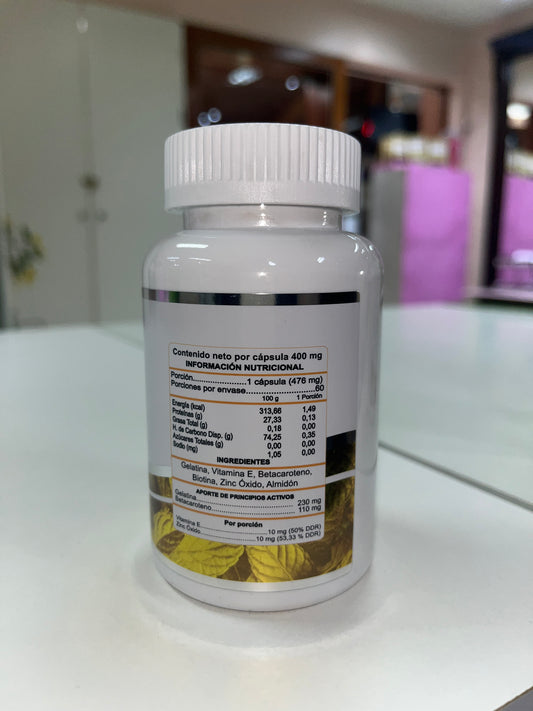 Contenido neto por cápsula 400 mg
INFORMACIÓN NUTRICIONAL
Porción......................1 cápsula (476 mg)
Porciones por envase..........................60
100 g 1 Porción
Energía (kcal) 313,66 1,49
Proteínas (g) 27,33 0,13
Grasa Total (g) 0,18 0,00
H. de Carbono Disp. (g) 74,25 0,35
Azúcares Totales (g) 0,00 0,00
Sodio (mg) 1,05 0,00
INGREDIENTES
Gelatina, Vitamina E, Betacaroteno,
Biotina, Zinc Óxido, Almidón
APORTE DE PRINCIPIOS ACTIVOS
Gelatina.......................................... 230 mg
Betacaroteno.................................. 110 mg
Por porción
Vitamina E......................10 mg (50% DDR)
Zinc Óxido..................10 mg (53,33 % DDR)